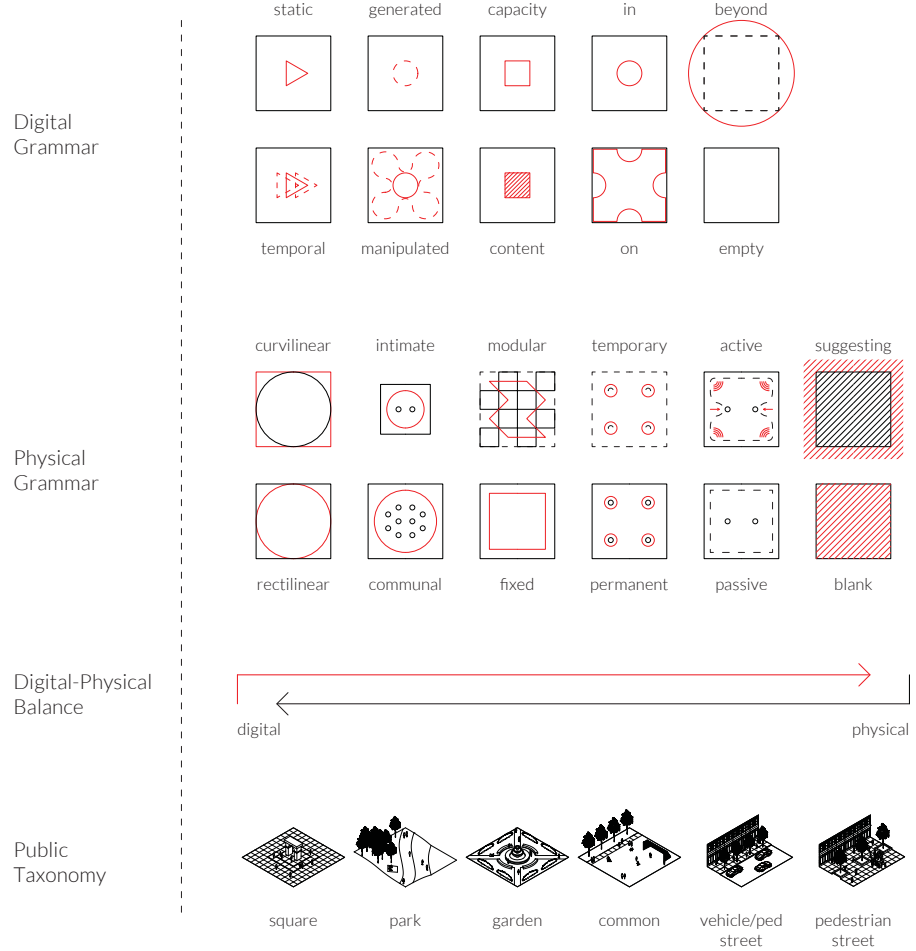 static generated capacity in beyond
Digital
Grammar
temporal manipulated content on empty
curvilinear intimate modular temporary active suggesting
Physical
Grammar
rectilinear communal fixed permanent passive blank
Digital-Physical
Balance
digital physical
Public
Taxonomy
square park garden common vehicle/ped pedestrian
street street